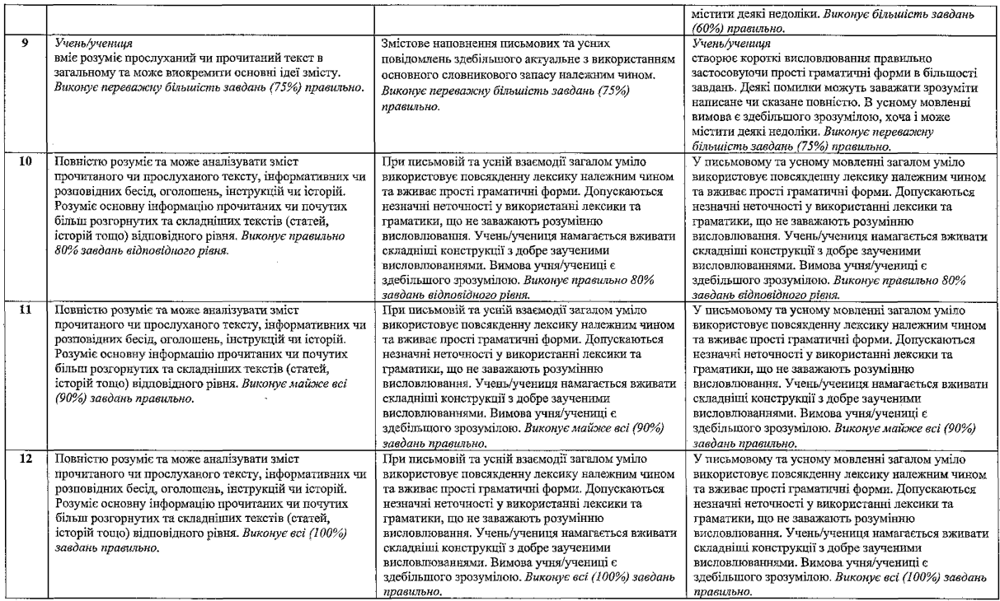 містити деякі недоліки. Виконує більшість завдань
(60%) правильно.
9
Учень/учениця
вміє розуміє прослуханий чи прочитаний текст в
загальному та може виокремити основні ідеї змісту.
Виконує переважну більшість завдань (75%) правильно.
Змістове наповнення письмових та усних
повідомлень здебільшого актуальне з використанням
основного словникового запасу належним чином.
Виконує переважну більшість завдань (75%)
правильно.
Учень/учениця
створює короткі висловлювання правильно
застосовуючи прості граматичні форми в більшості
завдань. Деякі помилки можуть заважати зрозуміти
написане чи сказане повністю. В усному мовленні
вимова є здебільшого зрозумілою, хоча і може
містити деякі недоліки. Виконує переважну
більшість завдань (75%) правильно.
10
Повністю розуміє та може аналізувати зміст
прочитаного чи прослуханого тексту, інформативних чи
розповідних бесід, оголошень, інструкцій чи історій.
Розуміє основну інформацію прочитаних чи почутих
більш розгорнутих та складніших текстів (статей,
історій тощо) відповідного рівня. Виконує правильно
80% завдань відповідного рівня.
При письмовій та усній взаємодії загалом уміло
використовує повсякденну лексику належним чином
та вживає прості граматичні форми. Допускаються
незначні неточності у використанні лексики та
граматики, що не заважають розумінню
висловлювання. Учень/учениця намагається вживати
складніші конструкції з добре заученими
висловлюваннями. Вимова учня/учениці є
здебільшого зрозумілою. Виконує правильно 80%
завдань відповідного рівня.
У письмовому та усному мовленні загалом уміло
використовує повсякденну лексику належним чином
та вживає прості граматичні форми. Допускаються
незначні неточності у використанні лексики та
граматики, що не заважають розумінню
висловлювання. Учень/учениця намагається вживати
складніші конструкції з добре заученими
висловлюваннями. Вимова учня/учениці є
здебільшого зрозумілою. Виконує правильно 80%
завдань відповідного рівня.
11
Повністю розуміє та може аналізувати зміст
прочитаного чи прослуханого тексту, інформативних чи
розповідних бесід, оголошень, інструкцій чи історій.
Розуміє основну інформацію прочитаних чи почутих
більш розгорнутих та складніших текстів (статей,
історій тощо) відповідного рівня. Виконує майже всі
(90%) завдань правильно.
При письмовій та усній взаємодії загалом уміло
використовує повсякденну лексику належним чином
та вживає прості граматичні форми. Допускаються
незначні неточності у використанні лексики та
граматики, що не заважають розумінню
висловлювання. Учень/учениця намагається вживати
складніші конструкції з добре заученими
висловлюваннями. Вимова учня/учениці є
здебільшого зрозумілою. Виконує майже всі (90%)
завдань правильно.
У письмовому та усному мовленні загалом уміло
використовує повсякденну лексику належним чином
та вживає прості граматичні форми. Допускаються
незначні неточності у використанні лексики та
граматики, що не заважають розумінню
висловлювання. Учень/учениця намагається вживати
складніші конструкції з добре заученими
висловлюваннями. Вимова учня/учениці є
здебільшого зрозумілою. Виконує майже всі (90%)
завдань правильно.
12
Повністю розуміє та може аналізувати зміст
прочитаного чи прослуханого тексту, інформативних чи
розповідних бесід, оголошень, інструкцій чи історій.
Розуміє основну інформацію прочитаних чи почутих
більш розгорнутих та складніших текстів (статей,
історій тощо) відповідного рівня. Виконує всі (100%)
завдань правильно.
При письмовій та усній взаємодії загалом уміло
використовує повсякденну лексику належним чином
та вживає прості граматичні форми. Допускаються
незначні неточності у використанні лексики та
граматики, що не заважають розумінню
висловлювання. Учень/учениця намагається вживати
складніші конструкції з добре заученими
висловлюваннями. Вимова учня/учениці є
здебільшого зрозумілою. Виконує всі (100%) завдань
правильно.
У письмовому та усному мовленні загалом уміло
використовує повсякденну лексику належним чином
та вживає прості граматичні форми. Допускаються
незначні неточності у використанні лексики та
граматики, що не заважають розумінню
висловлювання. Учень/учениця намагається вживати
складніші конструкції з добре заученими
висловлюваннями. Вимова учня/учениці є
здебільшого зрозумілою. Виконує всі (100%) завдань
правильно.